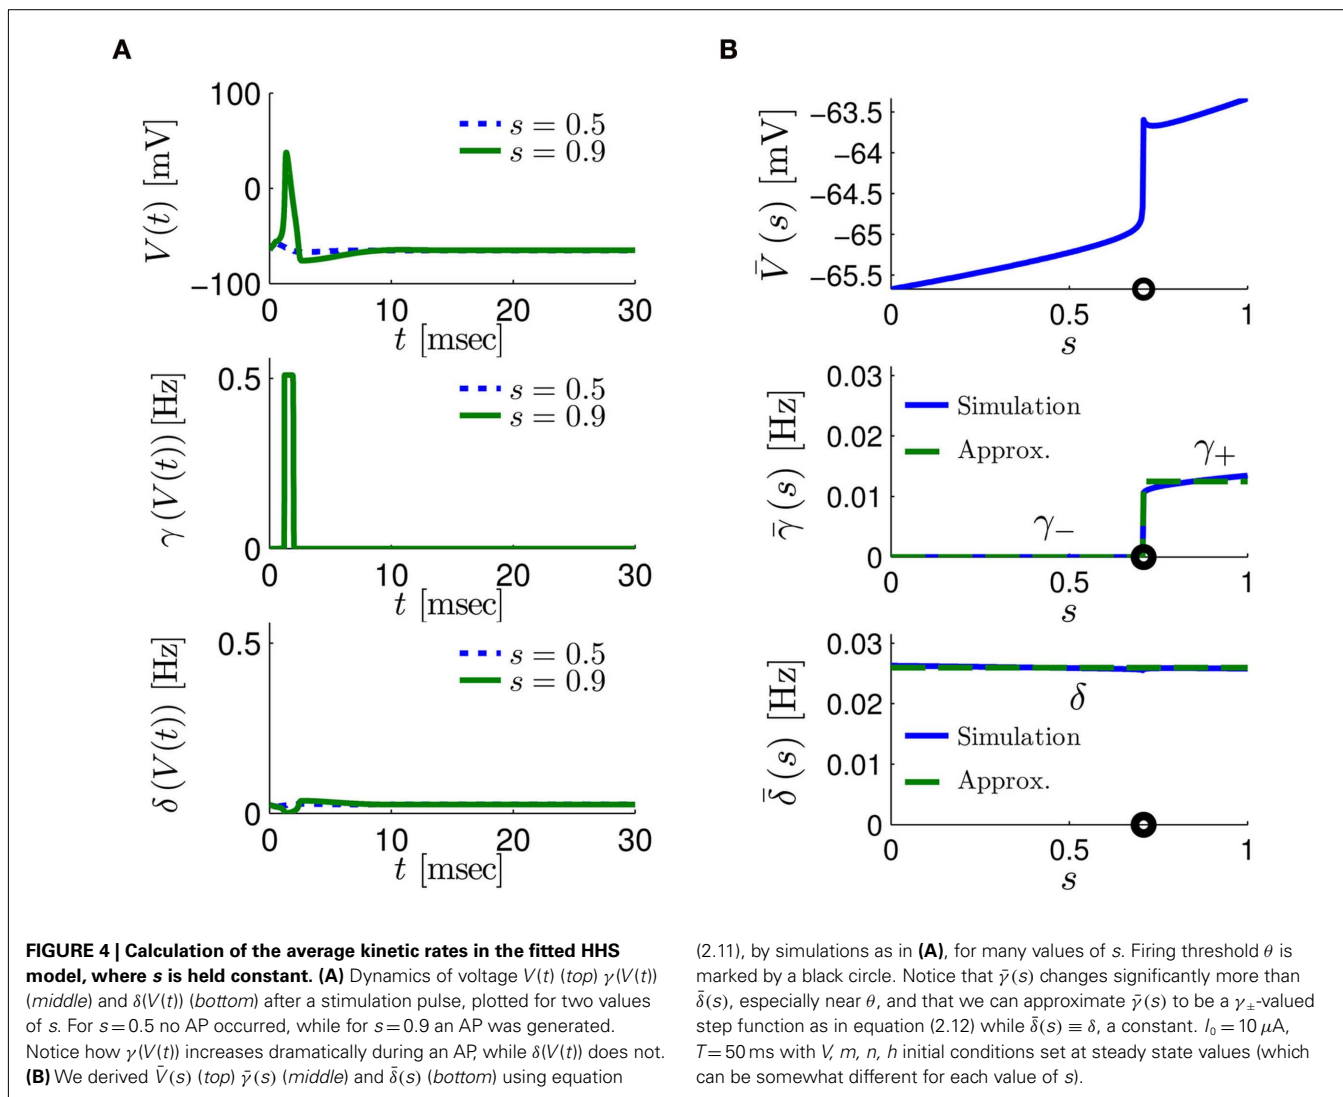 A
100
0
−100
V(t) [mV]
s = 0.5
s = 0.9
0 10 20 30
t [msec]
0.5
0
γ(V(t)) [Hz]
s = 0.5
s = 0.9
0 10 20 30
t [msec]
0.5
0
δ(V(t)) [Hz]
s = 0.5
s = 0.9
0 10 20 30
t [msec]
B
−63.5
−64
−64.5
−65
−65.5
V̄(s) [mV]
0 0.5 1
s
0.03
0.02
0.01
0
γ̄(s) [Hz]
Simulation
Approx.
γ₊
γ₋
0 0.5 1
s
0.03
0.02
0.01
0
δ̄(s) [Hz]
δ
Simulation
Approx.
0 0.5 1
s
FIGURE 4 | Calculation of the average kinetic rates in the fitted HHS
model, where s is held constant. (A) Dynamics of voltage V(t) (top) γ(V(t))
(middle) and δ(V(t)) (bottom) after a stimulation pulse, plotted for two values
of s. For s = 0.5 no AP occurred, while for s = 0.9 an AP was generated.
Notice how γ(V(t)) increases dramatically during an AP, while δ(V(t)) does not.
(B) We derived V̄(s) (top) γ̄(s) (middle) and δ̄(s) (bottom) using equation
(2.11), by simulations as in (A), for many values of s. Firing threshold θ is
marked by a black circle. Notice that γ̄(s) changes significantly more than
δ̄(s), especially near θ, and that we can approximate γ̄(s) to be a γ±-valued
step function as in equation (2.12) while δ̄(s) ≡ δ, a constant. I₀ = 10 μA,
T = 50 ms with V, m, n, h initial conditions set at steady state values (which
can be somewhat different for each value of s).